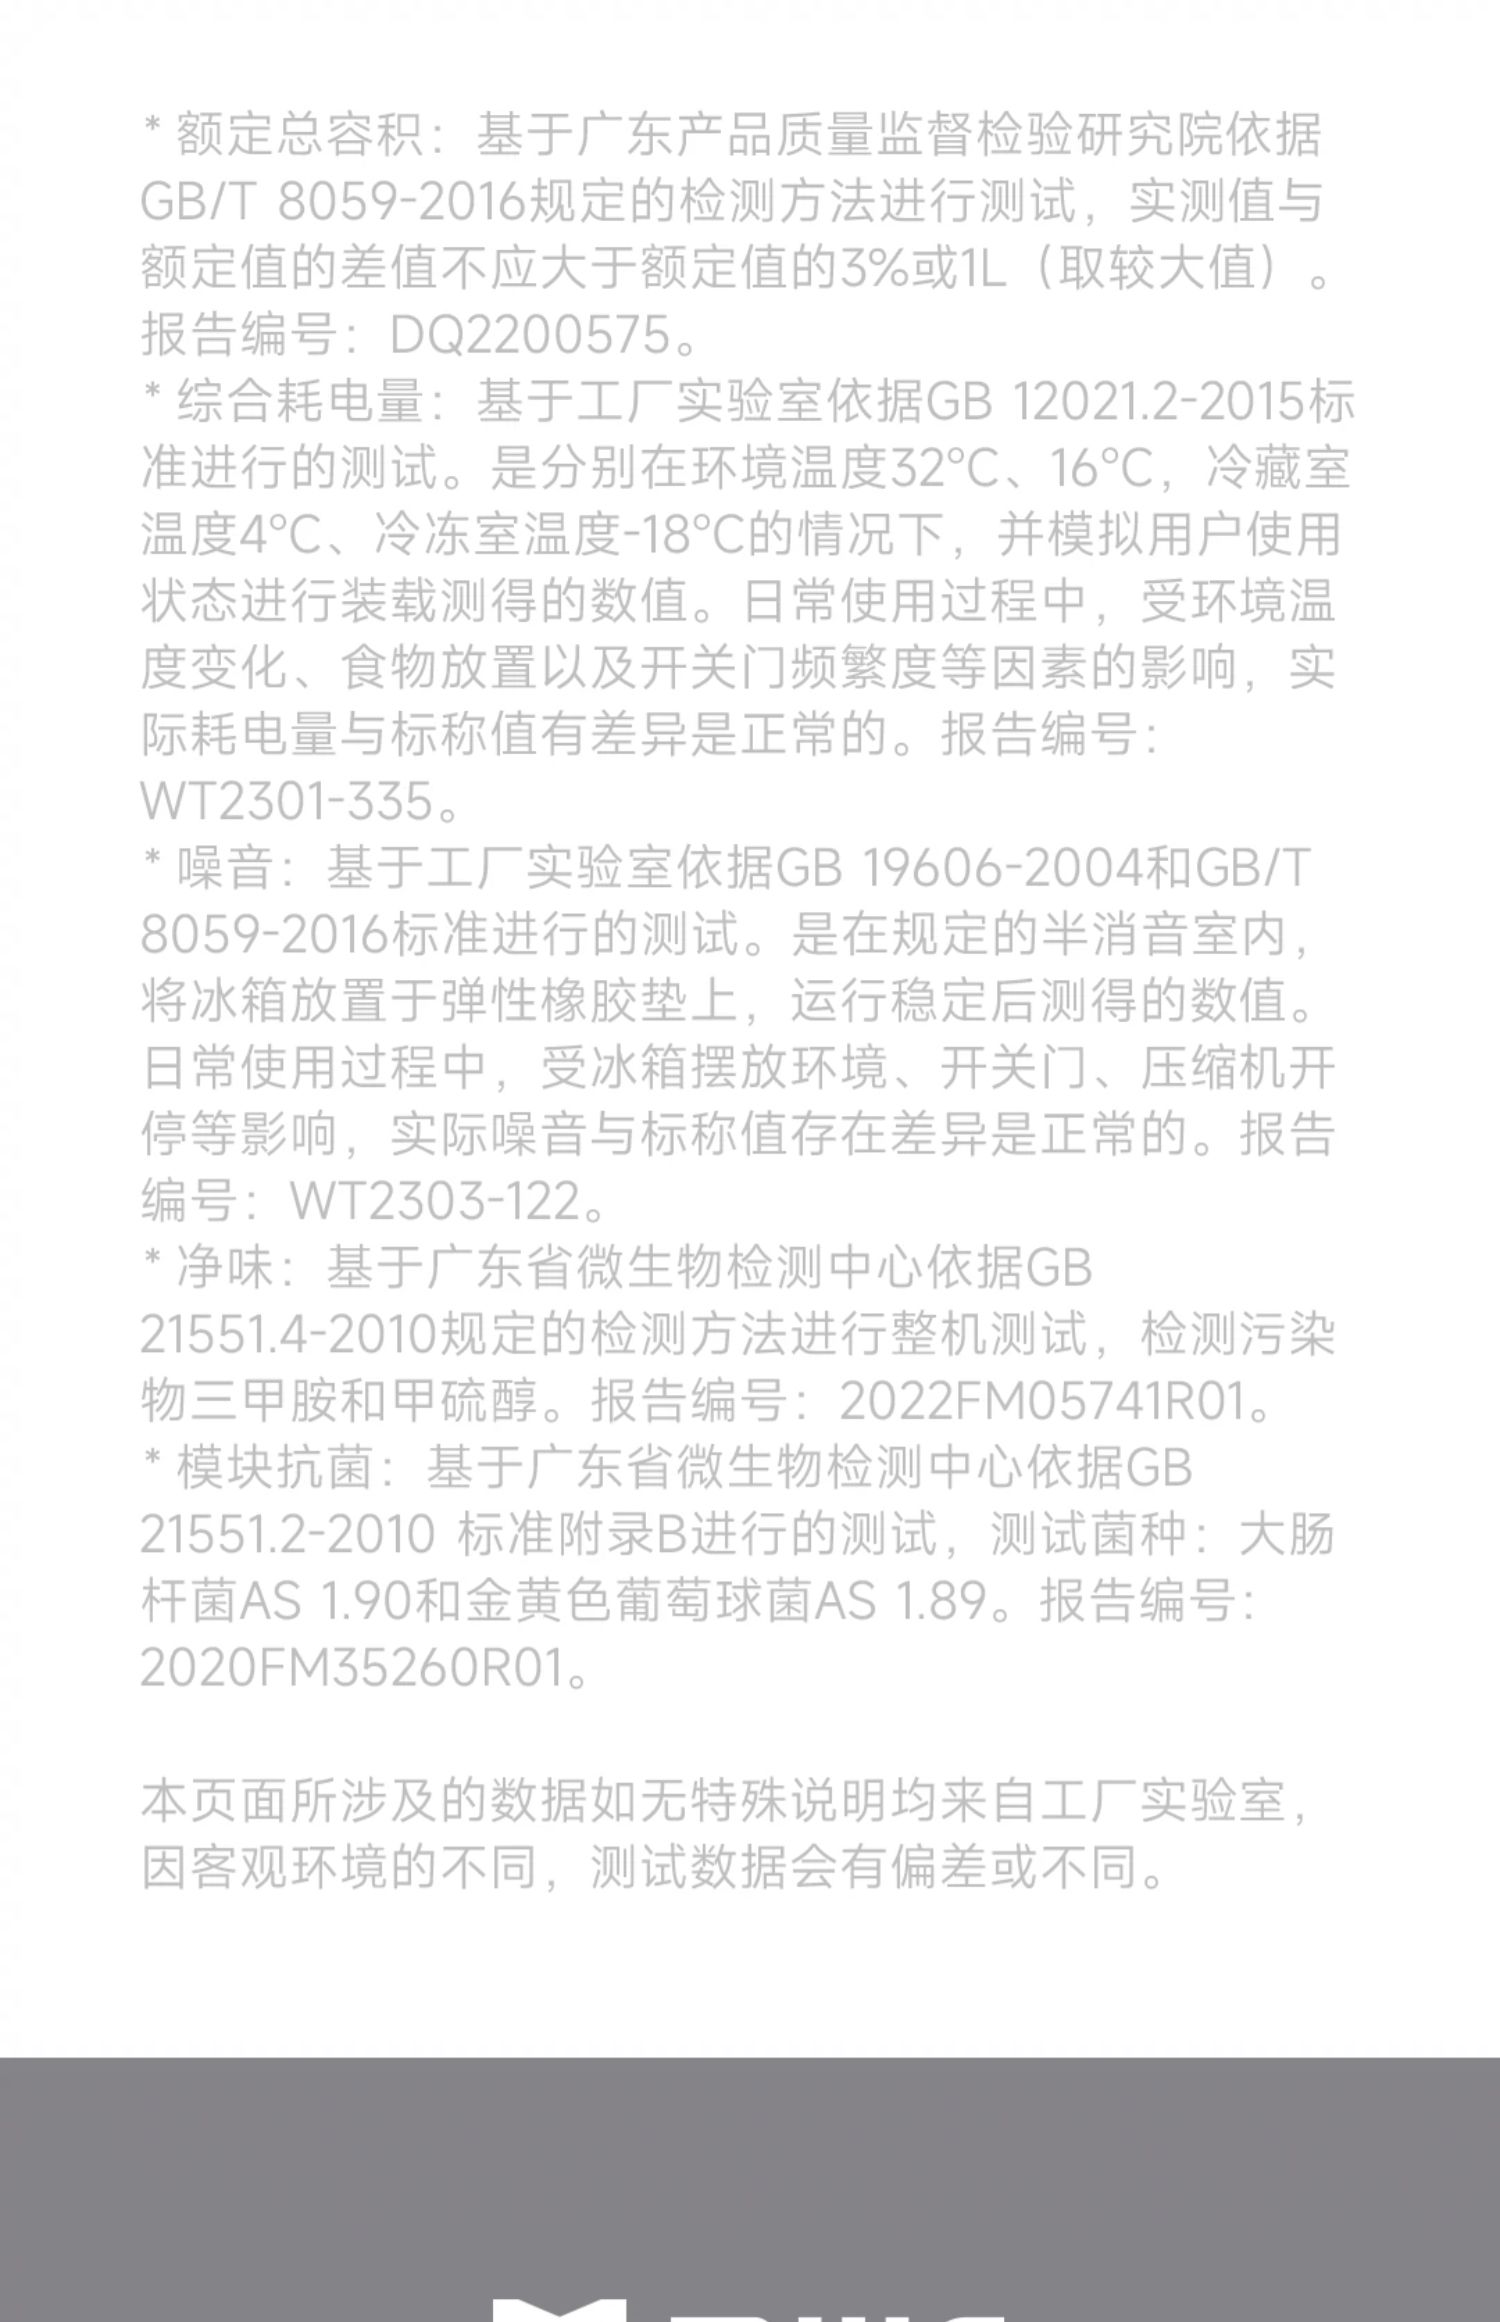 * 额定总容积：基于广东产品质量监督检验研究院依据
GB/T 8059-2016规定的检测方法进行测试，实测值与
额定值的差值不应大于额定值的3%或1L（取较大值）。
报告编号：DQ2200575。
* 综合耗电量：基于工厂实验室依据GB 12021.2-2015标
准进行的测试。是分别在环境温度32°C、16°C，冷藏室
温度4°C、冷冻室温度-18°C的情况下，并模拟用户使用
状态进行装载测得的数值。日常使用过程中，受环境温
度变化、食物放置以及开关门频繁度等因素的影响，实
际耗电量与标称值有差异是正常的。报告编号：
WT2301-335。
* 噪音：基于工厂实验室依据GB 19606-2004和GB/T
8059-2016标准进行的测试。是在规定的半消音室内，
将冰箱放置于弹性橡胶垫上，运行稳定后测得的数值。
日常使用过程中，受冰箱摆放环境、开关门、压缩机开
停等影响，实际噪音与标称值存在差异是正常的。报告
编号：WT2303-122。
* 净味：基于广东省微生物检测中心依据GB
21551.4-2010规定的检测方法进行整机测试，检测污染
物三甲胺和甲硫醇。报告编号：2022FM05741R01。
* 模块抗菌：基于广东省微生物检测中心依据GB
21551.2-2010 标准附录B进行的测试，测试菌种：大肠
杆菌AS 1.90和金黄色葡萄球菌AS 1.89。报告编号：
2020FM35260R01。
本页面所涉及的数据如无特殊说明均来自工厂实验室，
因客观环境的不同，测试数据会有偏差或不同。